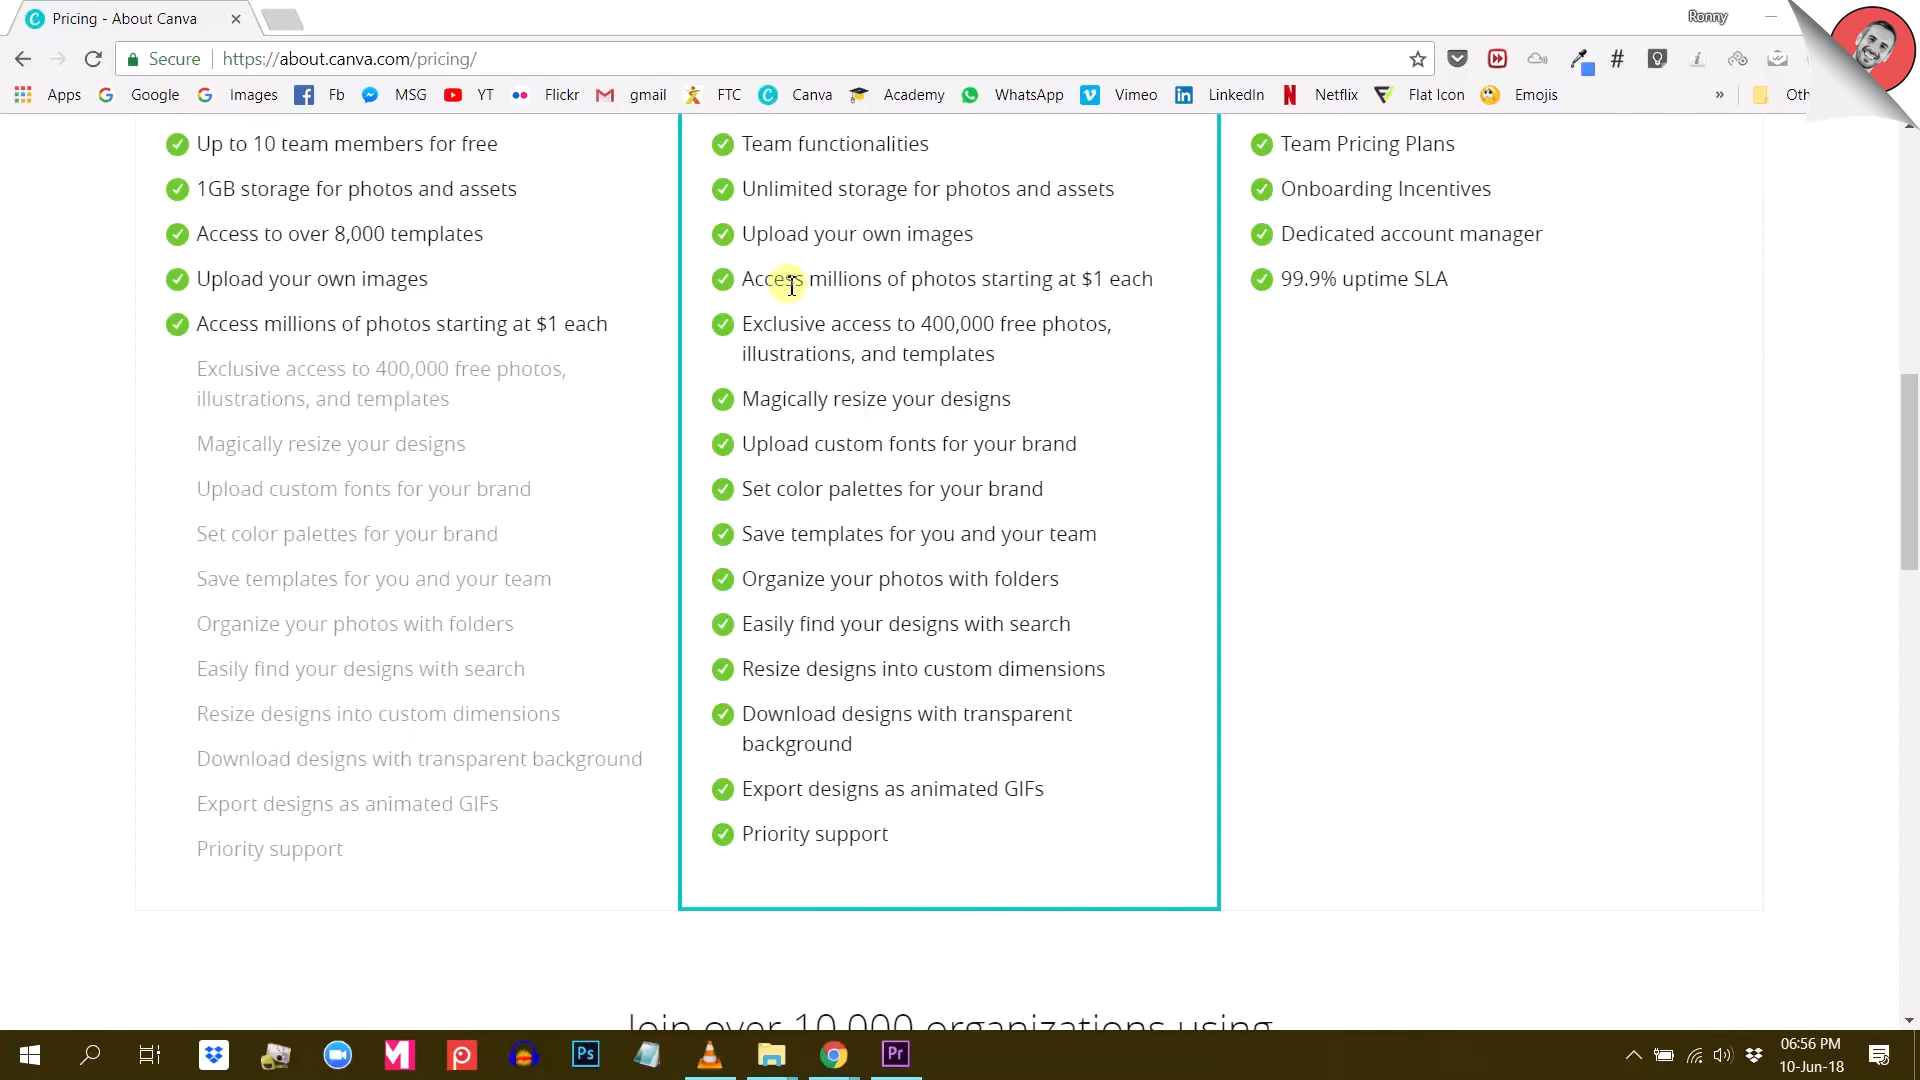 Pricing - About Canva
Ronny
Secure
https://about.canva.com/pricing/
Apps
Google
Images
Fb
MSG
YT
Flickr
gmail
FTC
Canva
Academy
WhatsApp
Vimeo
LinkedIn
Netflix
Flat Icon
Emojis
»
Up to 10 team members for free
1GB storage for photos and assets
Access to over 8,000 templates
Upload your own images
Access millions of photos starting at $1 each
Exclusive access to 400,000 free photos,
illustrations, and templates
Magically resize your designs
Upload custom fonts for your brand
Set color palettes for your brand
Save templates for you and your team
Organize your photos with folders
Easily find your designs with search
Resize designs into custom dimensions
Download designs with transparent background
Export designs as animated GIFs
Priority support
Team functionalities
Unlimited storage for photos and assets
Upload your own images
Access millions of photos starting at $1 each
Exclusive access to 400,000 free photos,
illustrations, and templates
Magically resize your designs
Upload custom fonts for your brand
Set color palettes for your brand
Save templates for you and your team
Organize your photos with folders
Easily find your designs with search
Resize designs into custom dimensions
Download designs with transparent
background
Export designs as animated GIFs
Priority support
Team Pricing Plans
Onboarding Incentives
Dedicated account manager
99.9% uptime SLA
Join over 10,000 organizations using
Ps
Pr
06:56 PM
10-Jun-18